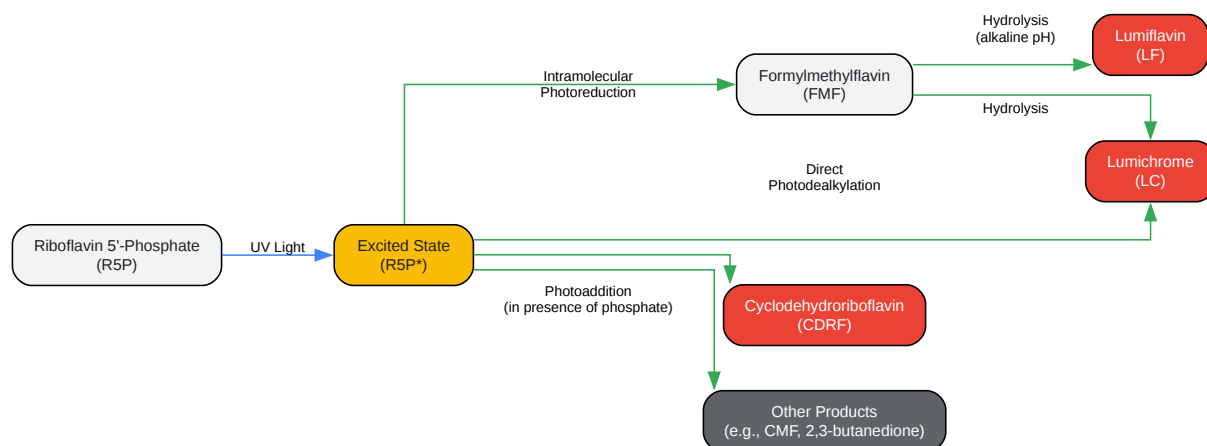 Hydrolysis
(alkaline pH)
Lumiflavin
(LF)
Intramolecular
Photoreduction
Formylmethylflavin
(FMF)
Hydrolysis
Lumichrome
(LC)
Direct
Photodealkylation
Riboflavin 5'-Phosphate
(R5P)
UV Light
Excited State
(R5P*)
Photoaddition
(in presence of phosphate)
Cyclodehydroriboflavin
(CDRF)
Other Products
(e.g., CMF, 2,3-butanedione)